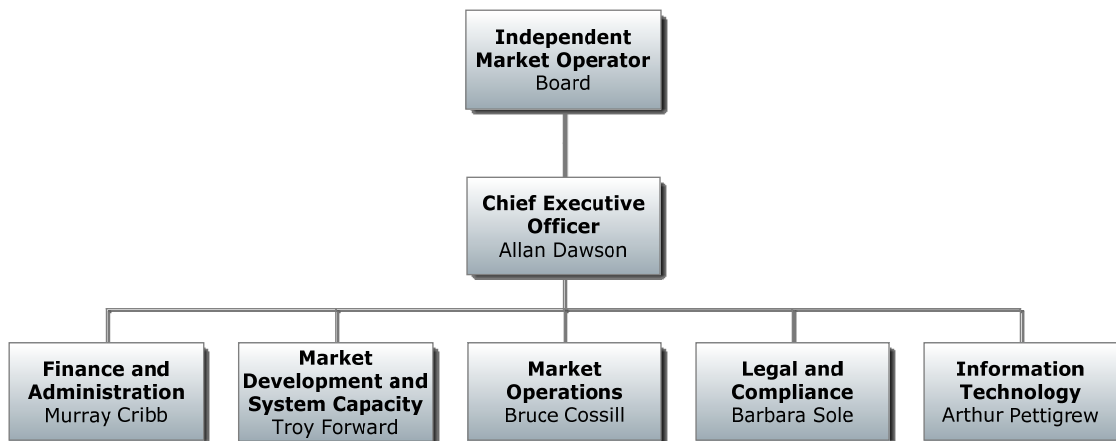 Independent
Market Operator
Board
Chief Executive
Officer
Allan Dawson
Finance and
Administration
Murray Cribb
Market
Development and
System Capacity
Troy Forward
Market
Operations
Bruce Cossill
Legal and
Compliance
Barbara Sole
Information
Technology
Arthur Pettigrew